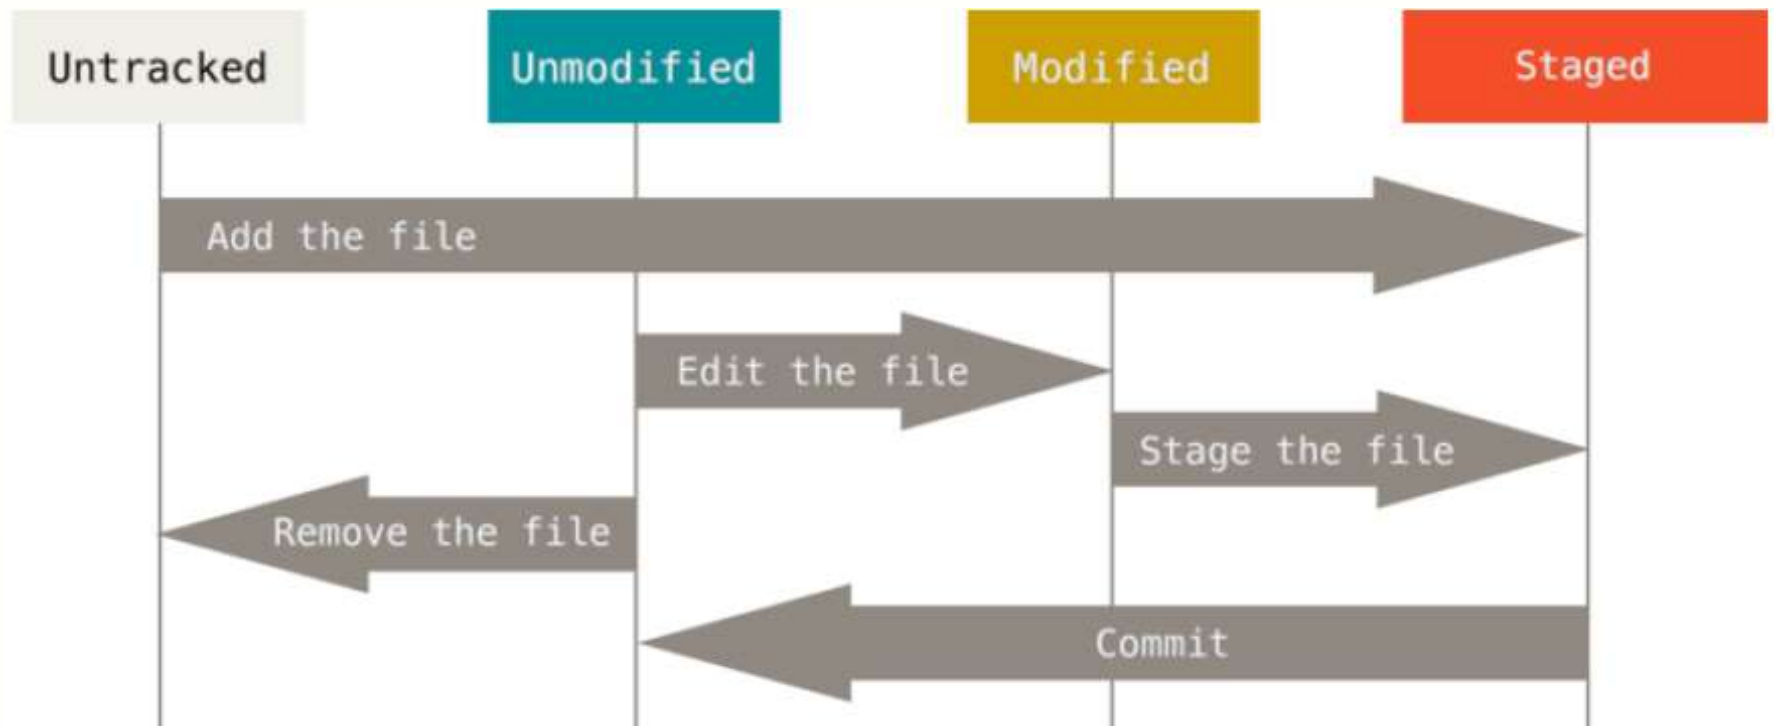 Untracked
Unmodified
Modified
Staged
Add the file
Edit the file
Stage the file
Remove the file
Commit